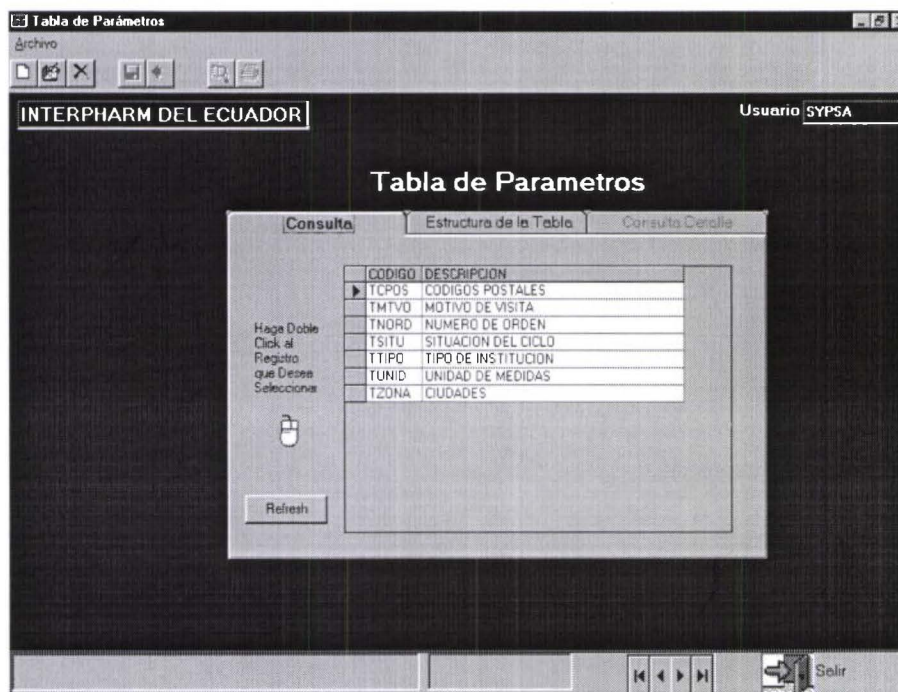 Tabla de Parámetros
Archivo
INTERPHARM DEL ECUADOR
Usuario SYPSA
Tabla de Parametros
Consulta
Estructura de la Tabla
Consulta Detalle
CODIGO DESCRIPCION
TCPOS CODIGOS POSTALES
TMTVO MOTIVO DE VISITA
TNORD NUMERO DE ORDEN
TSITU SITUACION DEL CICLO
TTIPO TIPO DE INSTITUCION
TUNID UNIDAD DE MEDIDAS
TZONA CIUDADES
Haga Doble
Click al
Registro
que Desea
Seleccionar
Refresh
Salir